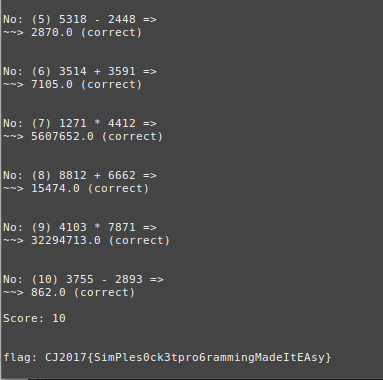 No: (5) 5318 - 2448 =>
~~> 2870.0 (correct)
No: (6) 3514 + 3591 =>
~~> 7105.0 (correct)
No: (7) 1271 * 4412 =>
~~> 5607652.0 (correct)
No: (8) 8812 + 6662 =>
~~> 15474.0 (correct)
No: (9) 4103 * 7871 =>
~~> 32294713.0 (correct)
No: (10) 3755 - 2893 =>
~~> 862.0 (correct)
Score: 10
flag: CJ2017{SimPles0ck3tpro6rammingMadeItEAsy}